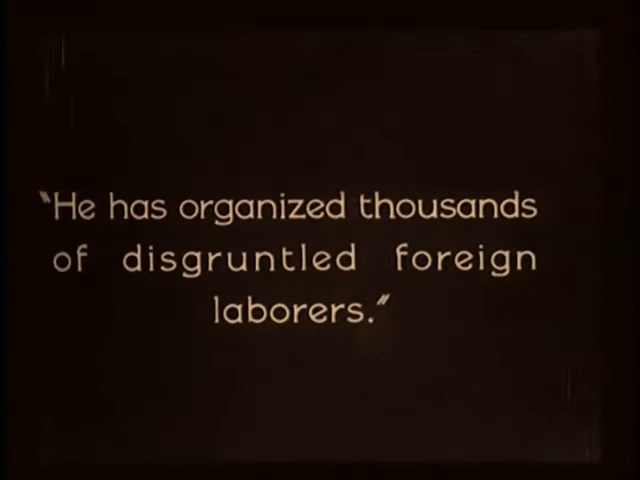 "He has organized thousands
of disgruntled foreign
laborers."